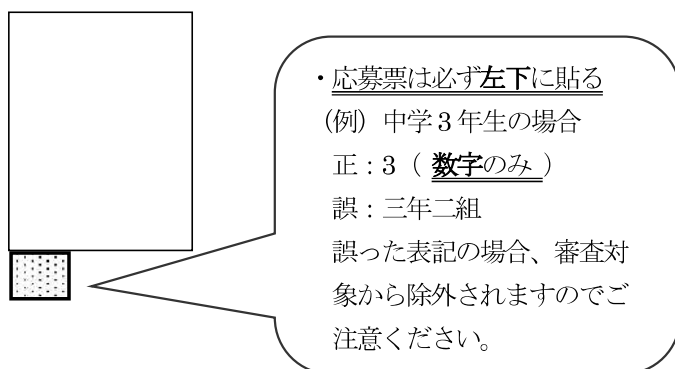 ・応募票は必ず左下に貼る
(例) 中学3年生の場合
正：3（ 数字のみ ）
誤：三年二組
誤った表記の場合、審査対
象から除外されますのでご
注意ください。